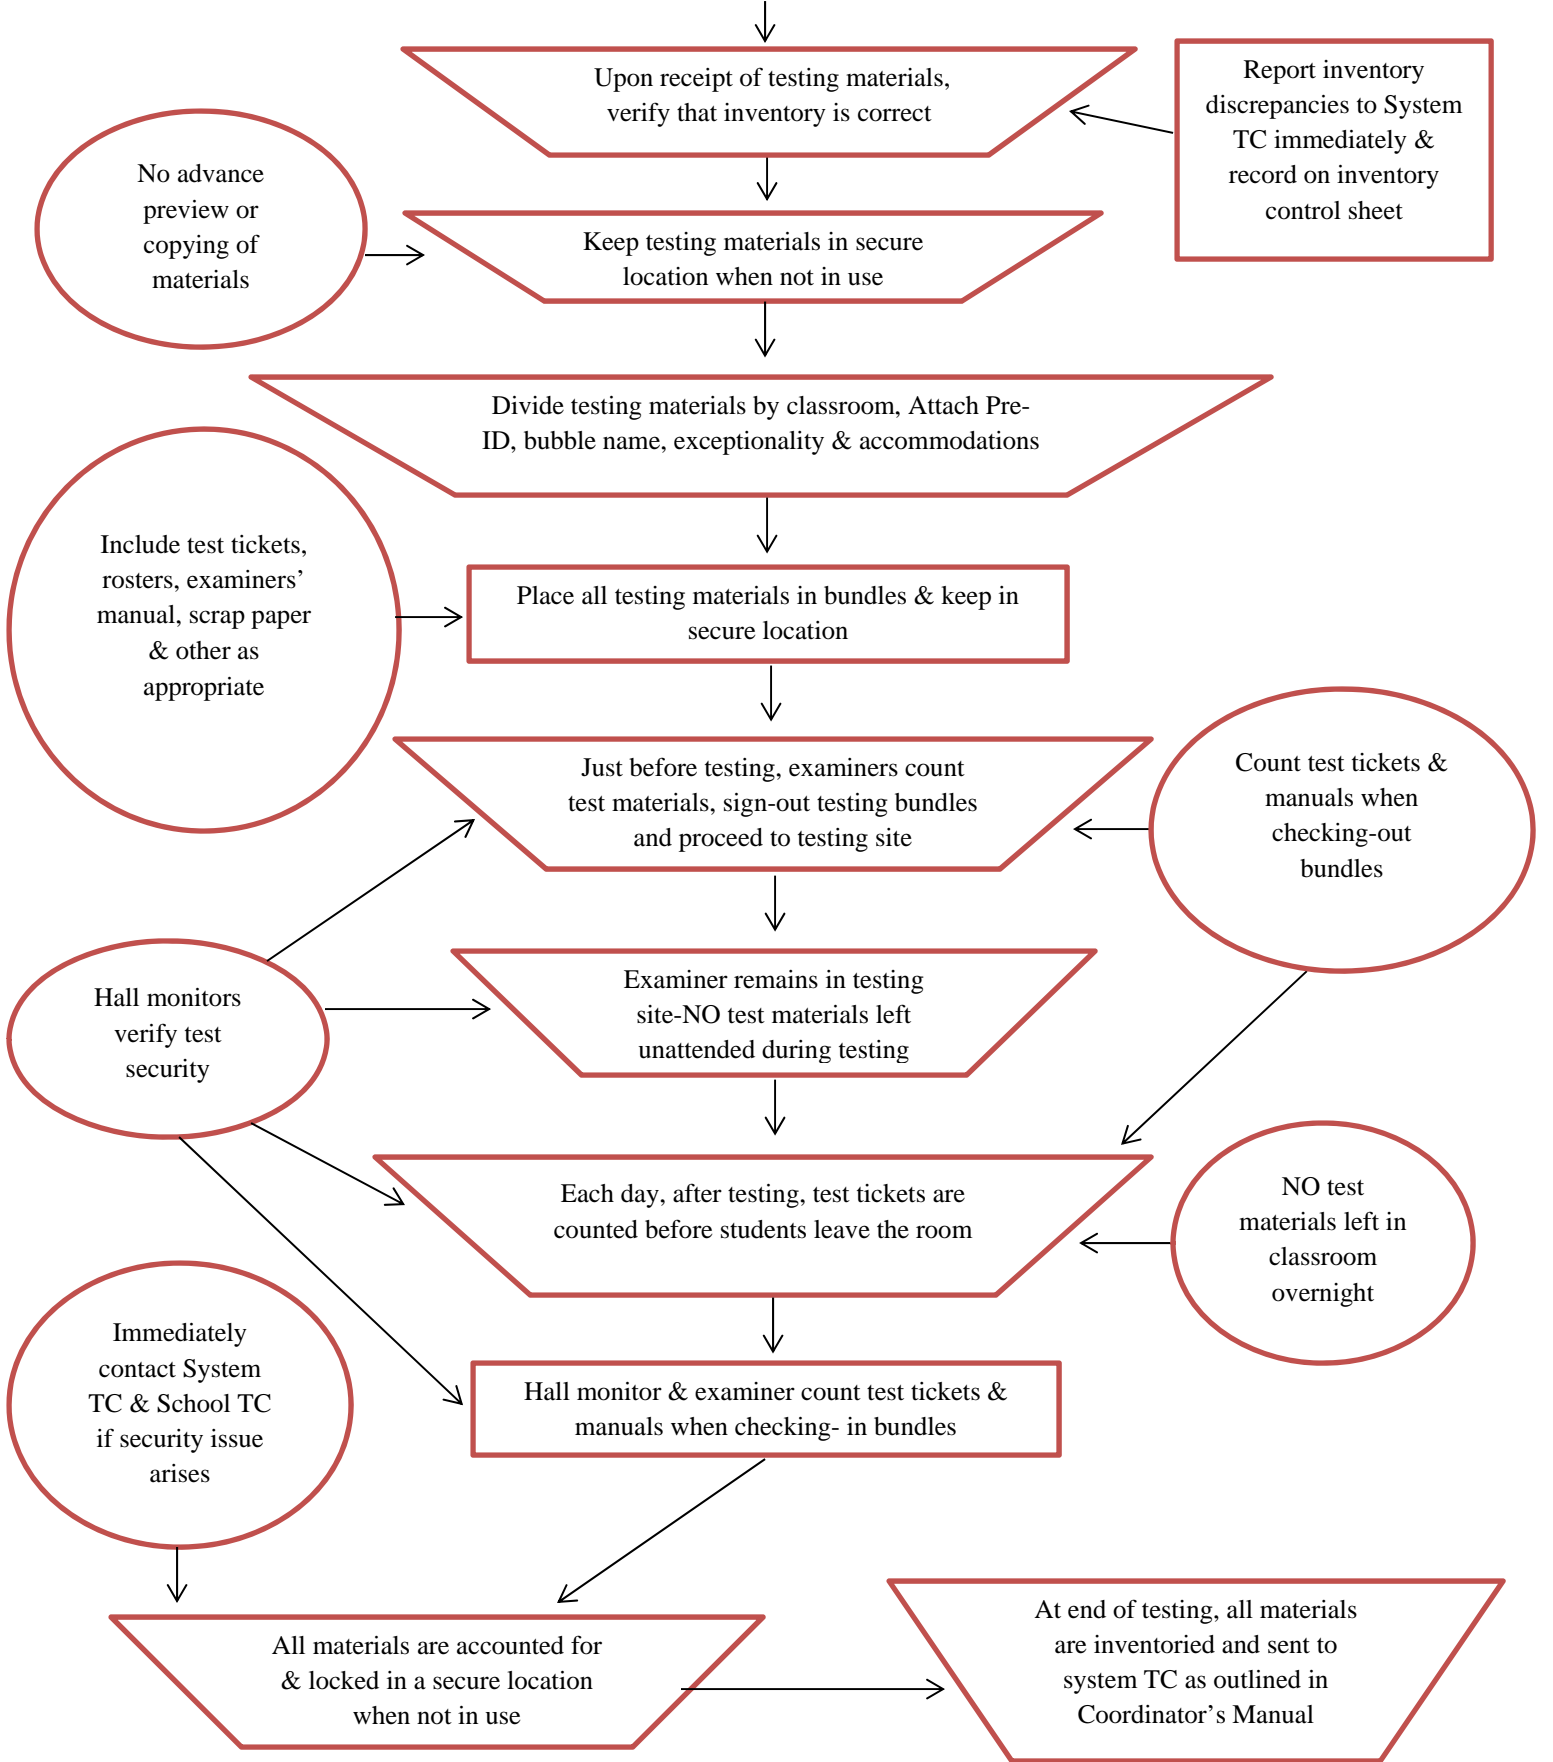 Upon receipt of testing materials,
verify that inventory is correct
Report inventory
discrepancies to System
TC immediately &
record on inventory
control sheet
No advance
preview or
copying of
materials
Keep testing materials in secure
location when not in use
Divide testing materials by classroom, Attach Pre-
ID, bubble name, exceptionality & accommodations
Include test tickets,
rosters, examiners’
manual, scrap paper
& other as
appropriate
Place all testing materials in bundles & keep in
secure location
Just before testing, examiners count
test materials, sign-out testing bundles
and proceed to testing site
Count test tickets &
manuals when
checking-out
bundles
Hall monitors
verify test
security
Examiner remains in testing
site-NO test materials left
unattended during testing
Each day, after testing, test tickets are
counted before students leave the room
NO test
materials left in
classroom
overnight
Immediately
contact System
TC & School TC
if security issue
arises
Hall monitor & examiner count test tickets &
manuals when checking- in bundles
All materials are accounted for
& locked in a secure location
when not in use
At end of testing, all materials
are inventoried and sent to
system TC as outlined in
Coordinator’s Manual